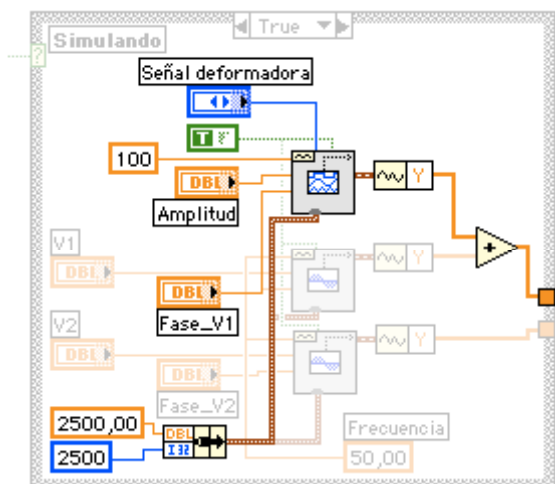 True
Simulando
?
Señal deformadora
T F
100
DBL
Y
Amplitud
V1
+
DBL
Y
DBL
V2
Fase_V1
DBL
Y
DBL
Fase_V2
2500,00
DBL
Frecuencia
2500
I32
50,00